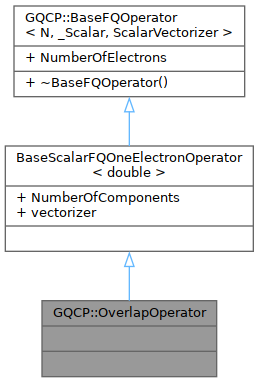 GQCP::BaseFQOperator
< N, _Scalar, ScalarVectorizer >
+ NumberOfElectrons
+ ~BaseFQOperator()
BaseScalarFQOneElectronOperator
< double >
+ NumberOfComponents
+ vectorizer
GQCP::OverlapOperator